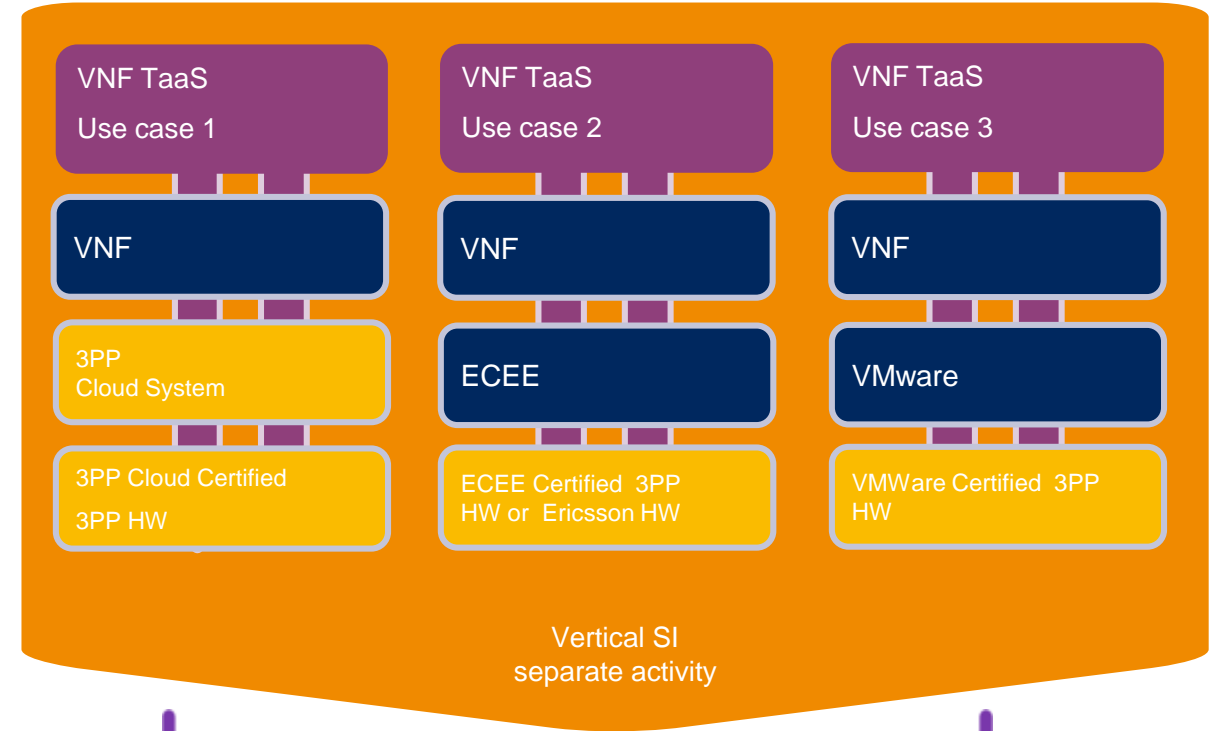 VNF TaaS
Use case 1
VNF
3PP
Cloud System
3PP Cloud Certified
3PP HW
VNF TaaS
Use case 2
VNF
ECEE
ECEE Certified 3PP
HW or Ericsson HW
VNF TaaS
Use case 3
VNF
VMware
VMWare Certified 3PP
HW
Vertical SI
separate activity